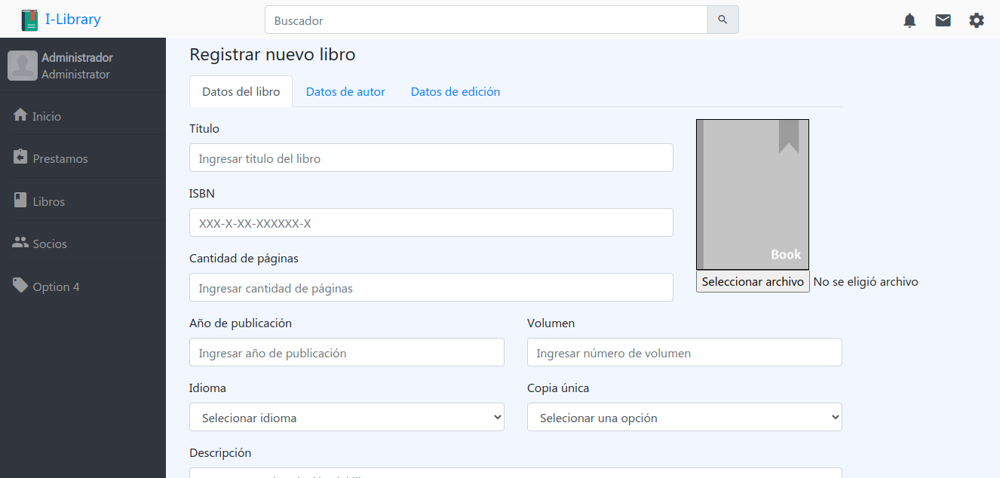 I-Library
Buscador
Administrador
Administrator
Inicio
Prestamos
Libros
Socios
Option 4
Registrar nuevo libro
Datos del libro Datos de autor Datos de edición
Título
Ingresar título del libro
ISBN
XXX-X-XX-XXXXXX-X
Cantidad de páginas
Ingresar cantidad de páginas
Book
Seleccionar archivo No se eligió archivo
Año de publicación Volumen
Ingresar año de publicación Ingresar número de volumen
Idioma Copia única
Selecionar idioma Selecionar una opción
Descripción